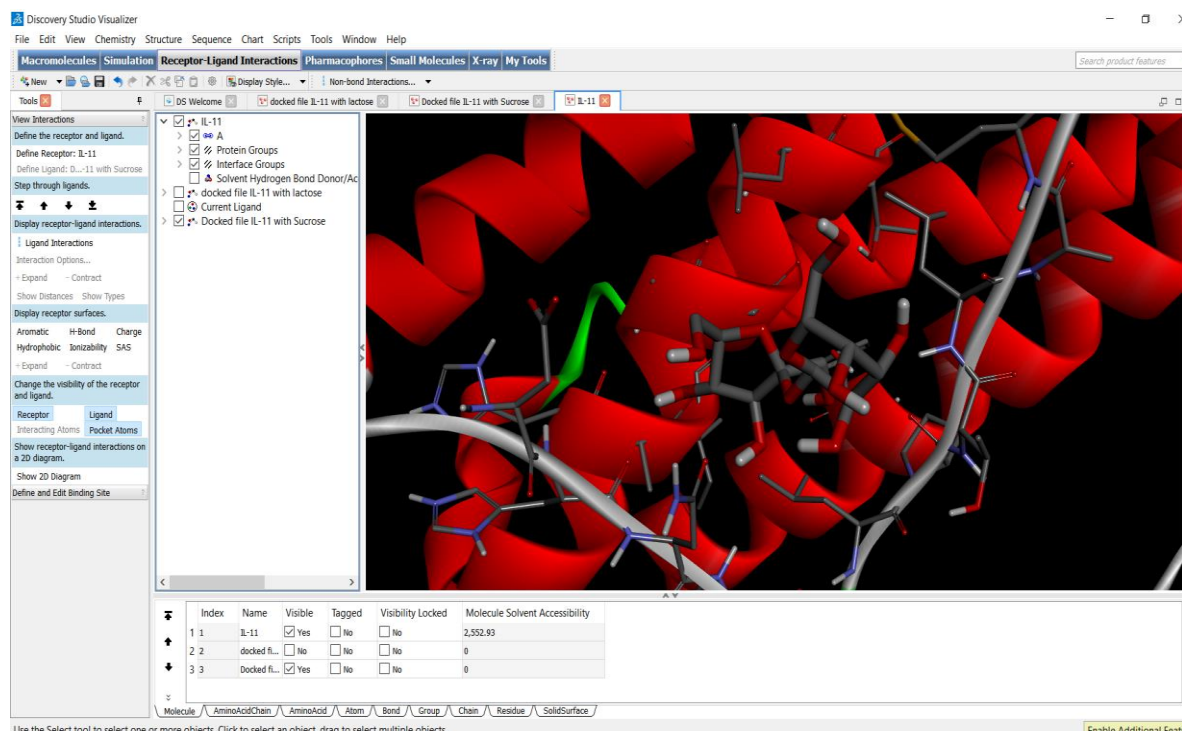 Discovery Studio Visualizer
File Edit View Chemistry Structure Sequence Chart Scripts Tools Window Help
Macromolecules Simulation Receptor-Ligand Interactions Pharmacophores Small Molecules X-ray My Tools
Search product features
New Display Style... Non-bond Interactions...
Tools
DS Welcome docked file IL-11 with lactose Docked file IL-11 with Sucrose IL-11
View Interactions
Define the receptor and ligand.
Define Receptor: IL-11
Define Ligand: D...-11 with Sucrose
Step through ligands.
Display receptor-ligand interactions.
Ligand Interactions
Interaction Options...
+ Expand - Contract
Show Distances Show Types
Display receptor surfaces.
Aromatic H-Bond Charge
Hydrophobic Ionizability SAS
+ Expand - Contract
Change the visibility of the receptor
and ligand.
Receptor Ligand
Interacting Atoms Pocket Atoms
Show receptor-ligand interactions on
a 2D diagram.
Show 2D Diagram
Define and Edit Binding Site
IL-11
A
Protein Groups
Interface Groups
Solvent Hydrogen Bond Donor/Ac
docked file IL-11 with lactose
Current Ligand
Docked file IL-11 with Sucrose
Index Name Visible Tagged Visibility Locked Molecule Solvent Accessibility
1 1 IL-11 Yes No No 2,552.93
2 2 docked fi... No No No 0
3 3 Docked fi... Yes No No 0
Molecule AminoAcidChain AminoAcid Atom Bond Group Chain Residue SolidSurface
Use the Select tool to select one or more objects. Click to select an object, drag to select multiple objects.
Enable Additional Feat